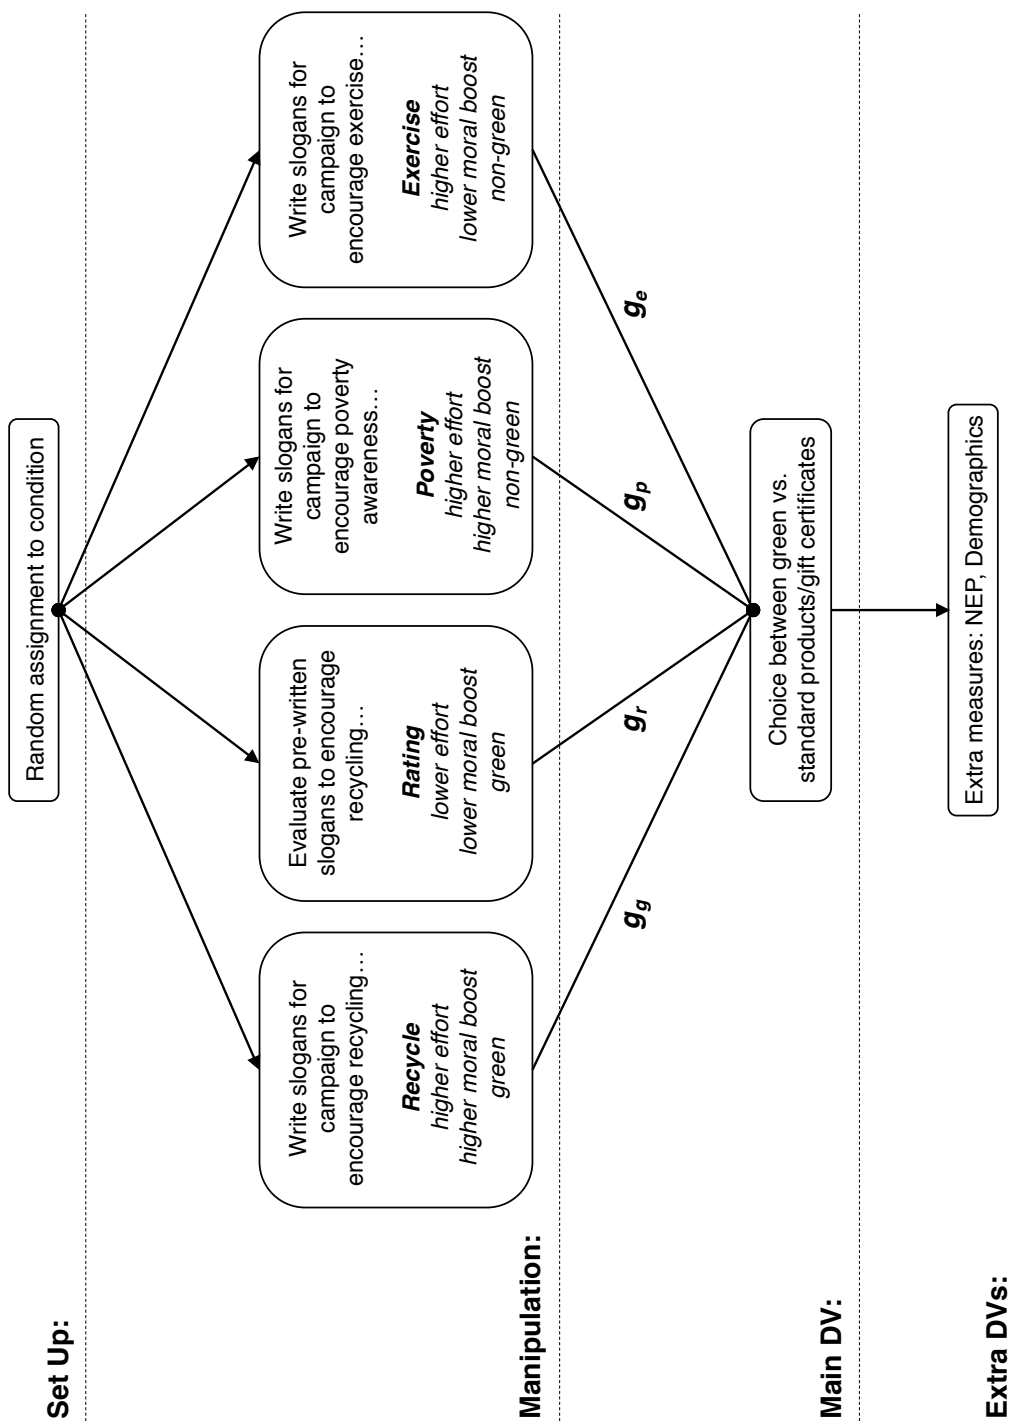 Set Up:
Random assignment to condition
Manipulation:
Write slogans for
campaign to
encourage recycling…
Recycle
higher effort
higher moral boost
green
Evaluate pre-written
slogans to encourage
recycling…
Rating
lower effort
lower moral boost
green
Write slogans for
campaign to
encourage poverty
awareness…
Poverty
higher effort
higher moral boost
non-green
Write slogans for
campaign to
encourage exercise…
Exercise
higher effort
lower moral boost
non-green
g_g
g_r
g_p
g_e
Main DV:
Choice between green vs.
standard products/gift certificates
Extra DVs:
Extra measures: NEP, Demographics